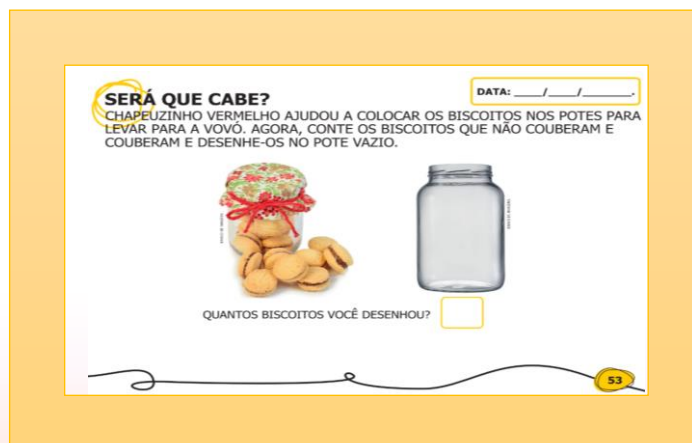 SERÁ QUE CABE?
DATA: ____/____/_______.
CHAPEUZINHO VERMELHO AJUDOU A COLOCAR OS BISCOITOS NOS POTES PARA
LEVAR PARA A VOVÓ. AGORA, CONTE OS BISCOITOS QUE NÃO COUBERAM E
COUBERAM E DESENHE-OS NO POTE VAZIO.
QUANTOS BISCOITOS VOCÊ DESENHOU?
53